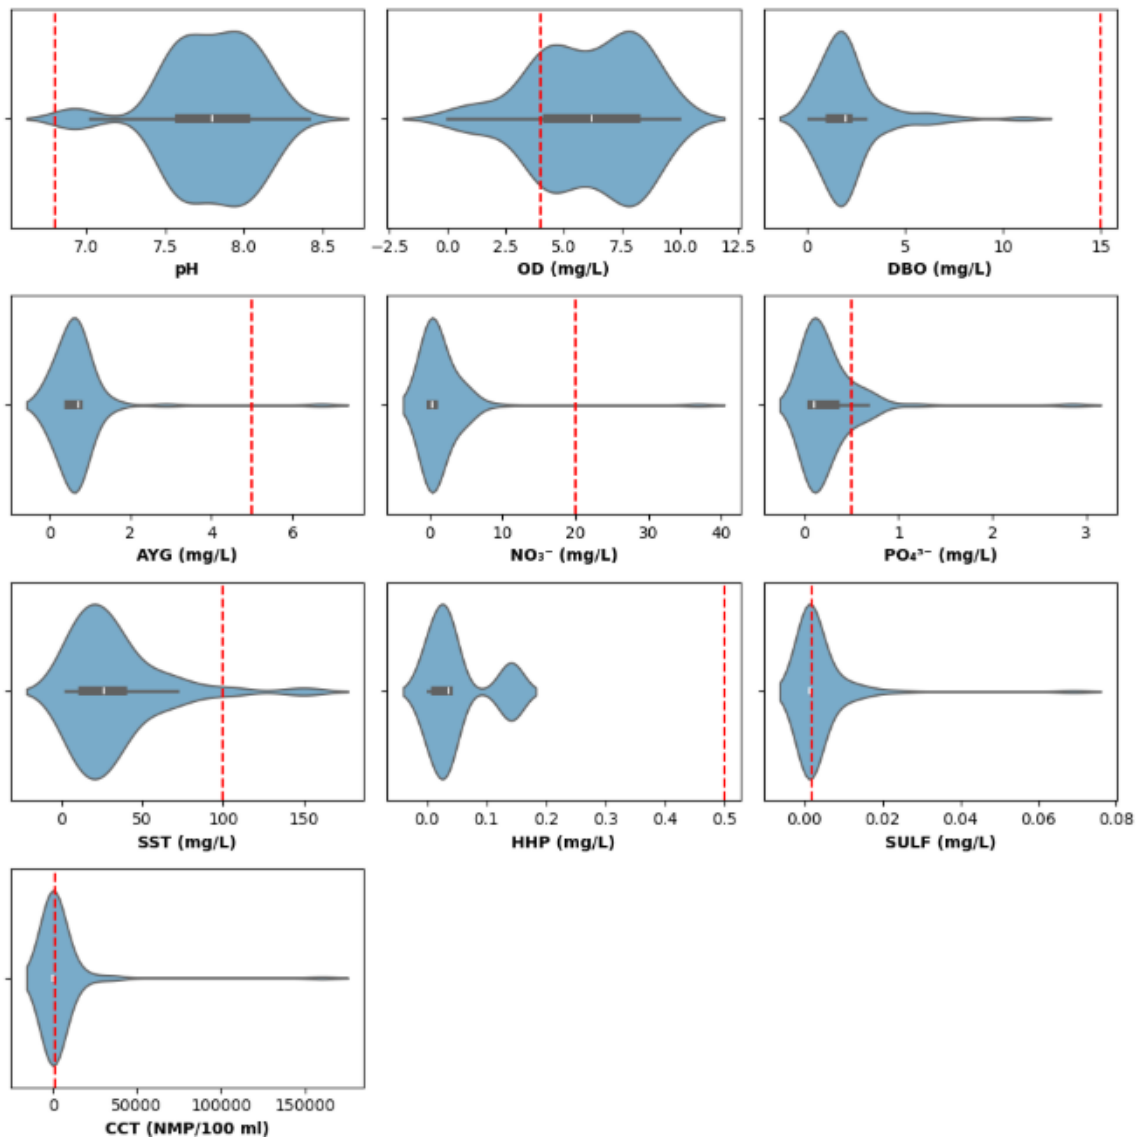 7.0 7.5 8.0 8.5
pH
−2.5 0.0 2.5 5.0 7.5 10.0 12.5
OD (mg/L)
0 5 10 15
DBO (mg/L)
0 2 4 6
AYG (mg/L)
0 10 20 30 40
NO₃⁻ (mg/L)
0 1 2 3
PO₄³⁻ (mg/L)
0 50 100 150
SST (mg/L)
0.0 0.1 0.2 0.3 0.4 0.5
HHP (mg/L)
0.00 0.02 0.04 0.06 0.08
SULF (mg/L)
0 50000 100000 150000
CCT (NMP/100 ml)